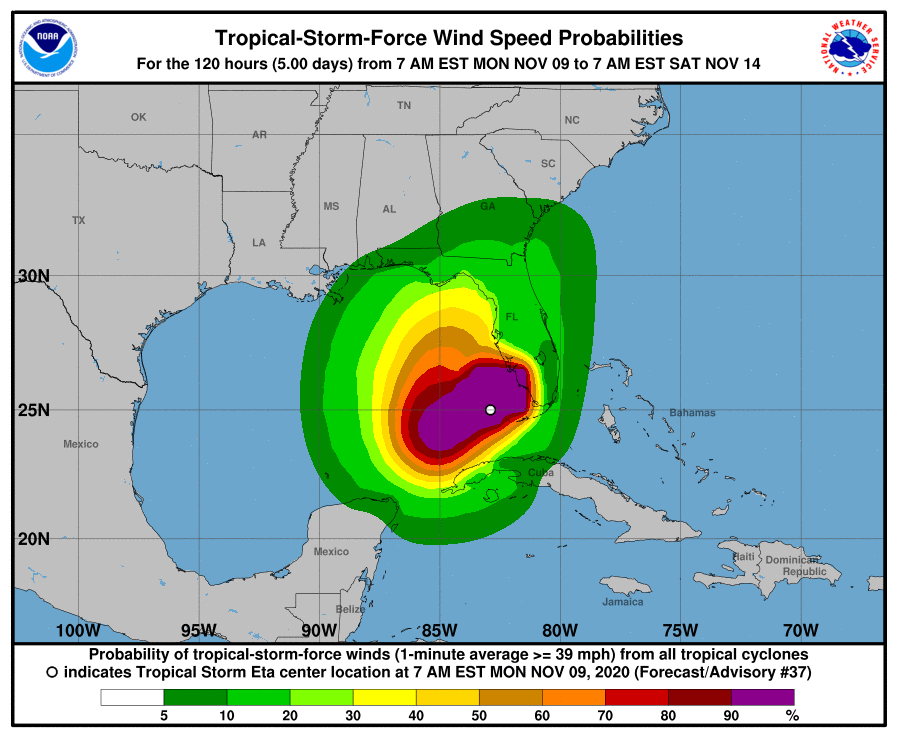 NOAA
NATIONAL WEATHER SERVICE
Tropical-Storm-Force Wind Speed Probabilities
For the 120 hours (5.00 days) from 7 AM EST MON NOV 09 to 7 AM EST SAT NOV 14
OK
TN
NC
AR
SC
TX
MS
AL
GA
LA
30N
FL
25N
Bahamas
Mexico
Cuba
20N
Mexico
Haiti
Dominican
Republic
Belize
Jamaica
100W 95W 90W 85W 80W 75W 70W
Probability of tropical-storm-force winds (1-minute average >= 39 mph) from all tropical cyclones
indicates Tropical Storm Eta center location at 7 AM EST MON NOV 09, 2020 (Forecast/Advisory #37)
5 10 20 30 40 50 60 70 80 90 %